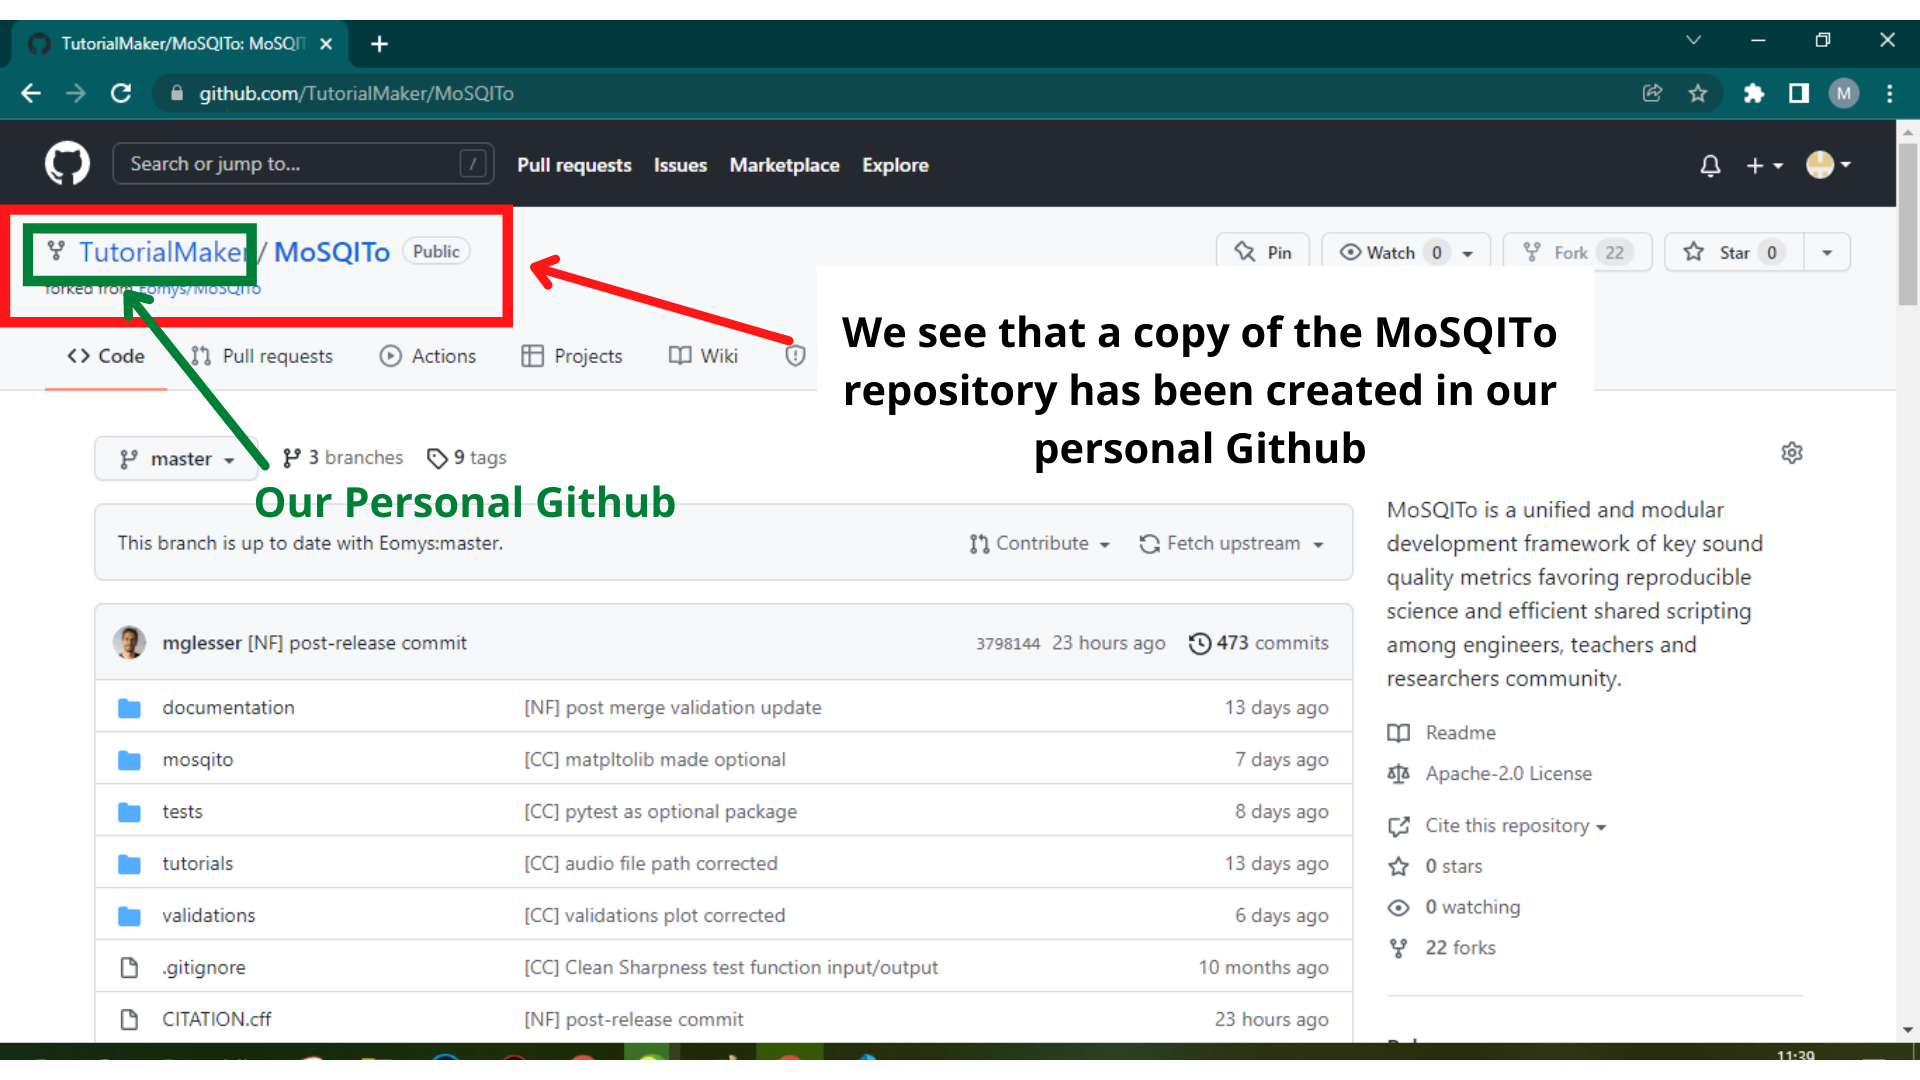 TutorialMaker/MoSQITo: MoSQIT
github.com/TutorialMaker/MoSQITo
M
Search or jump to... /
Pull requests Issues Marketplace Explore
TutorialMaker / MoSQITo Public
Pin Watch 0 Fork 22 Star 0
forked from Eomys/MoSQITo
Code Pull requests Actions Projects Wiki
We see that a copy of the MoSQITo
repository has been created in our
personal Github
master 3 branches 9 tags
Our Personal Github
This branch is up to date with Eomys:master. Contribute Fetch upstream
mglesser [NF] post-release commit 3798144 23 hours ago 473 commits
documentation [NF] post merge validation update 13 days ago
mosqito [CC] matpltolib made optional 7 days ago
tests [CC] pytest as optional package 8 days ago
tutorials [CC] audio file path corrected 13 days ago
validations [CC] validations plot corrected 6 days ago
.gitignore [CC] Clean Sharpness test function input/output 10 months ago
CITATION.cff [NF] post-release commit 23 hours ago
MoSQITo is a unified and modular
development framework of key sound
quality metrics favoring reproducible
science and efficient shared scripting
among engineers, teachers and
researchers community.
Readme
Apache-2.0 License
Cite this repository
0 stars
0 watching
22 forks
11:39